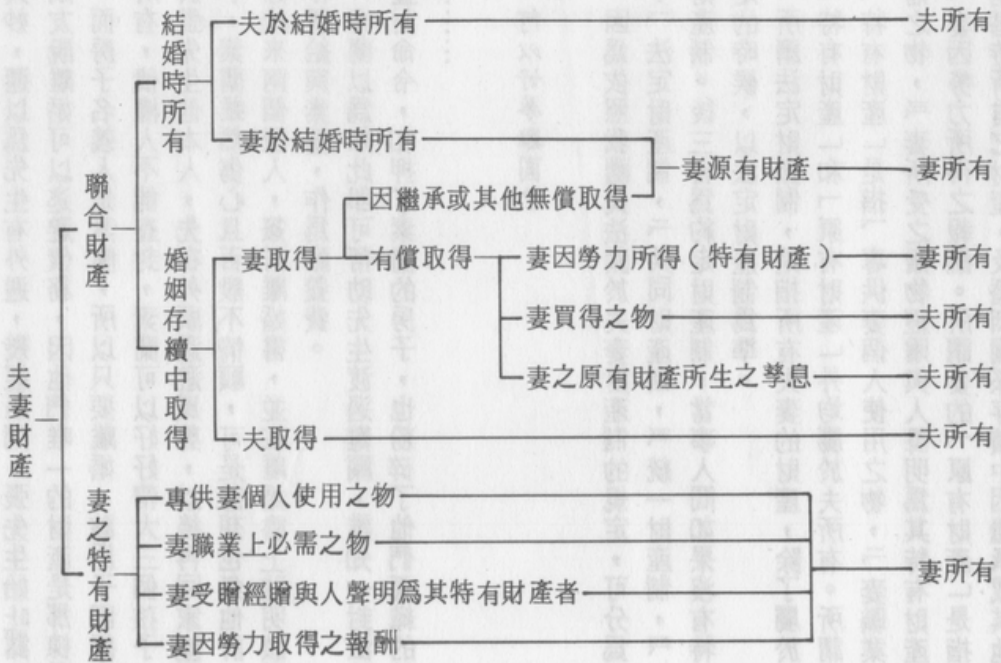 夫妻財產
聯合財產
結婚時所有
夫於結婚時所有
夫所有
妻於結婚時所有
妻源有財產
妻所有
因繼承或其他無償取得
婚姻存續中取得
妻取得
有償取得
妻因勞力所得（特有財產）
妻所有
妻買得之物
夫所有
妻之原有財產所生之孳息
夫所有
夫取得
夫所有
妻之特有財產
專供妻個人使用之物
妻職業上必需之物
妻受贈經贈與人聲明爲其特有財產者
妻因勞力取得之報酬
妻所有